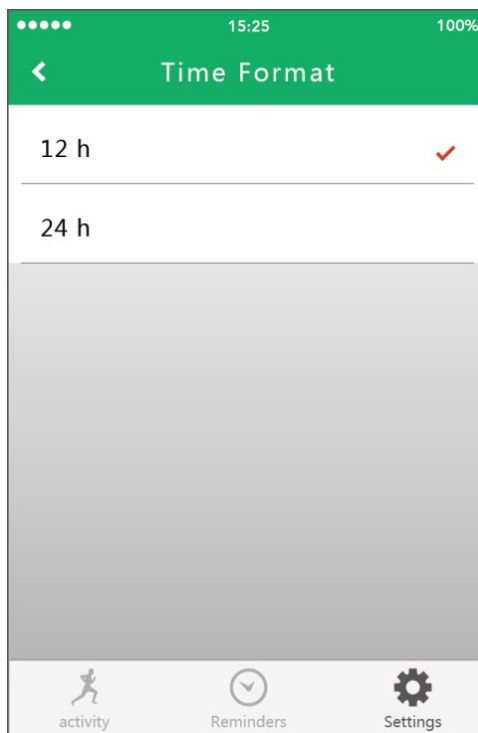 15:25
100%
Time Format
12 h
24 h
activity
Reminders
Settings